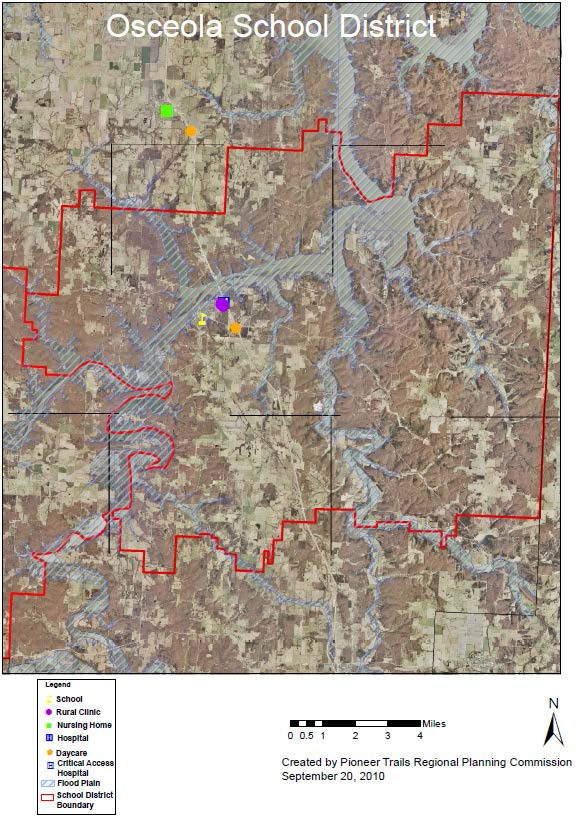 Osceola School District
Legend
School
Rural Clinic
Nursing Home
Hospital
Daycare
Critical Access
Hospital
Flood Plain
School District
Boundary
Miles
0 0.5 1 2 3 4
N
Created by Pioneer Trails Regional Planning Commission
September 20, 2010